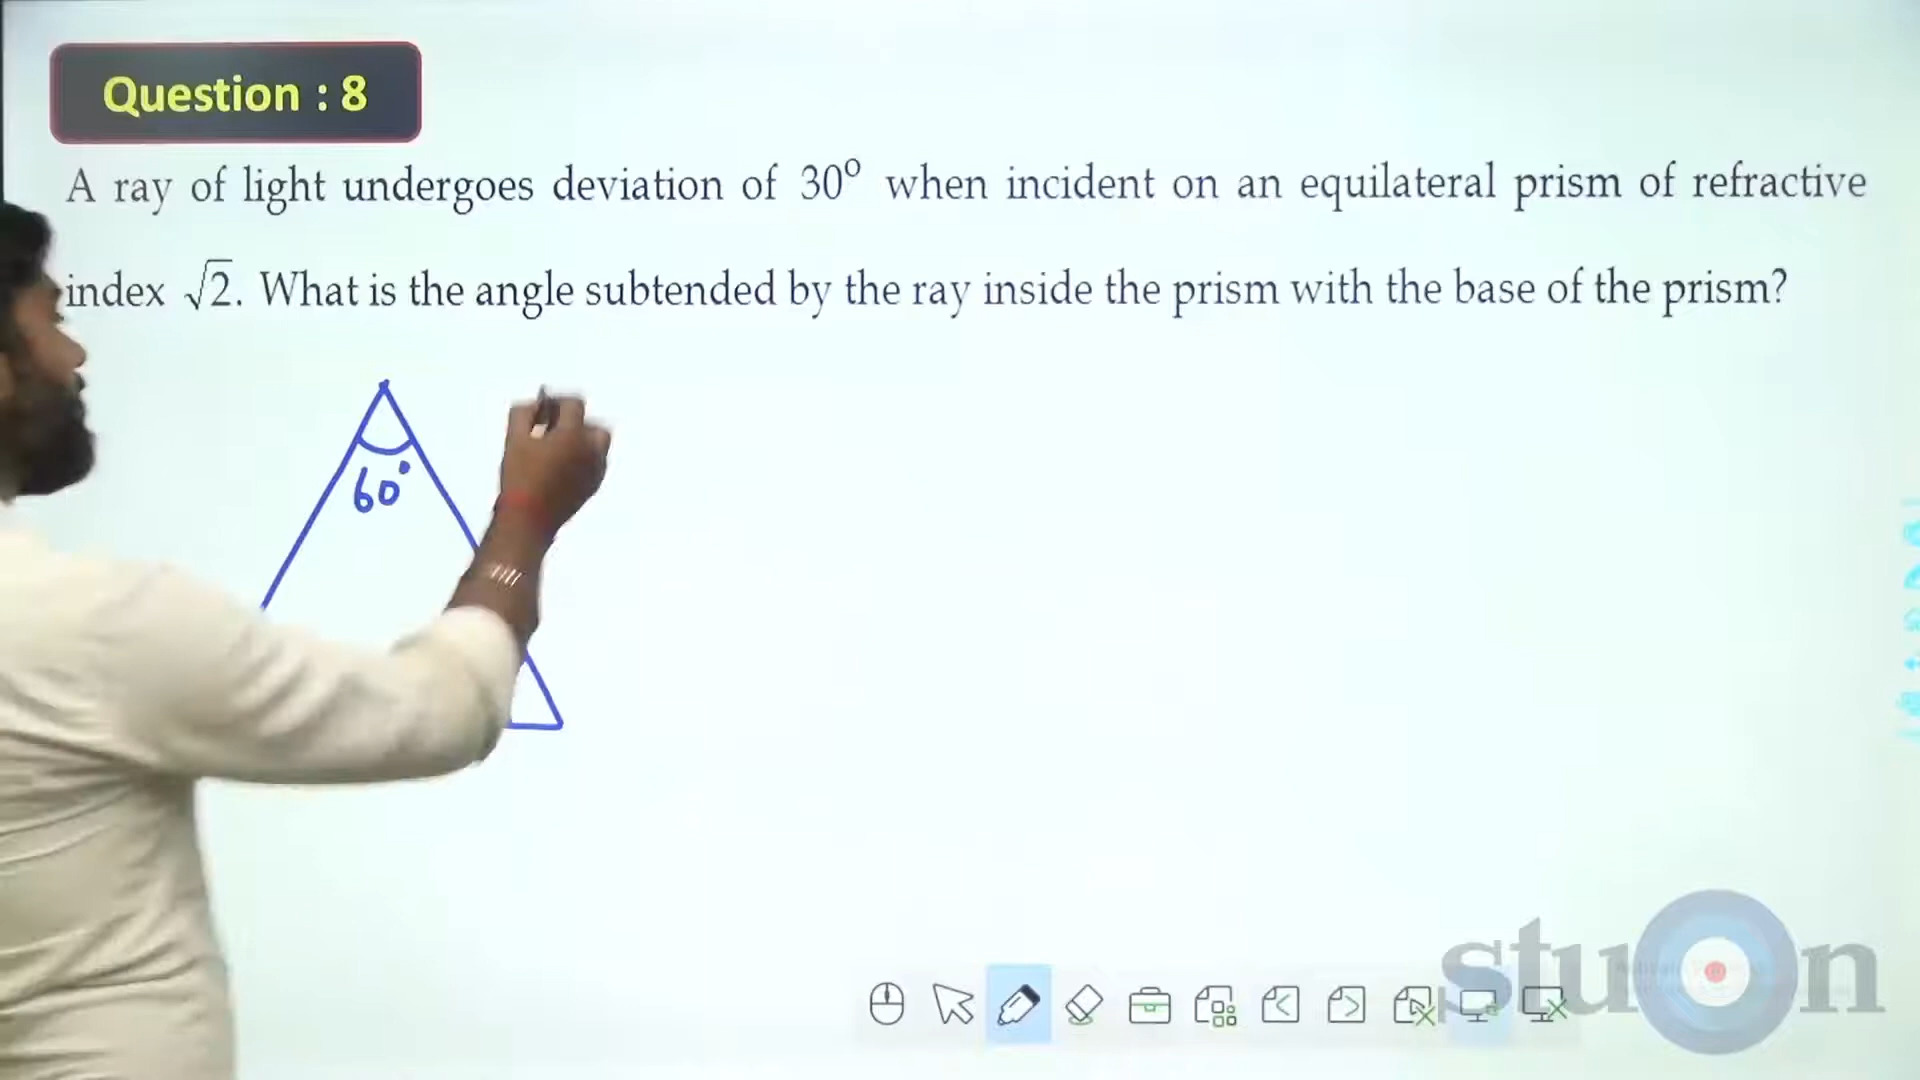 Question : 8
A ray of light undergoes deviation of 30° when incident on an equilateral prism of refractive
index √2. What is the angle subtended by the ray inside the prism with the base of the prism?
60°
stuon